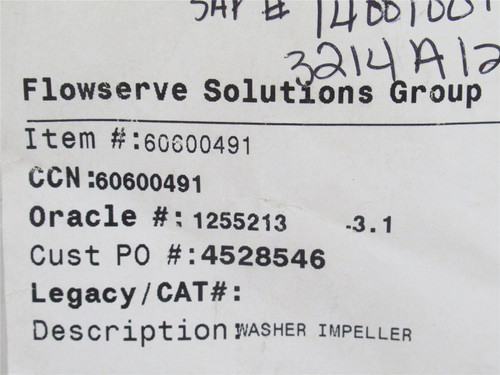 SAP # 1400100
3214A12
Flowserve Solutions Group
Item #:60600491
CCN:60600491
Oracle #: 1255213 -3.1
Cust PO #:4528546
Legacy/CAT#:
Description:WASHER IMPELLER